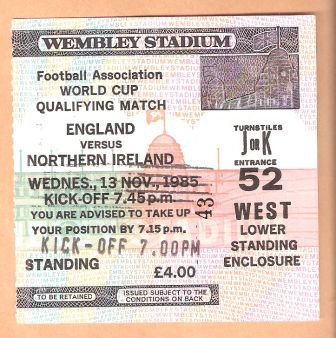 WEMBLEY STADIUM
Football Association
WORLD CUP
QUALIFYING MATCH
ENGLAND
VERSUS
NORTHERN IRELAND
WEDNES., 13 NOV., 1985
KICK-OFF 7.45 p.m.
YOU ARE ADVISED TO TAKE UP
YOUR POSITION BY 7.15 p.m.
KICK-OFF 7.00PM
STANDING
£4.00
43
TURNSTILES
J OR K
ENTRANCE
52
WEST
LOWER
STANDING
ENCLOSURE
TO BE RETAINED
ISSUED SUBJECT TO THE
CONDITIONS ON BACK